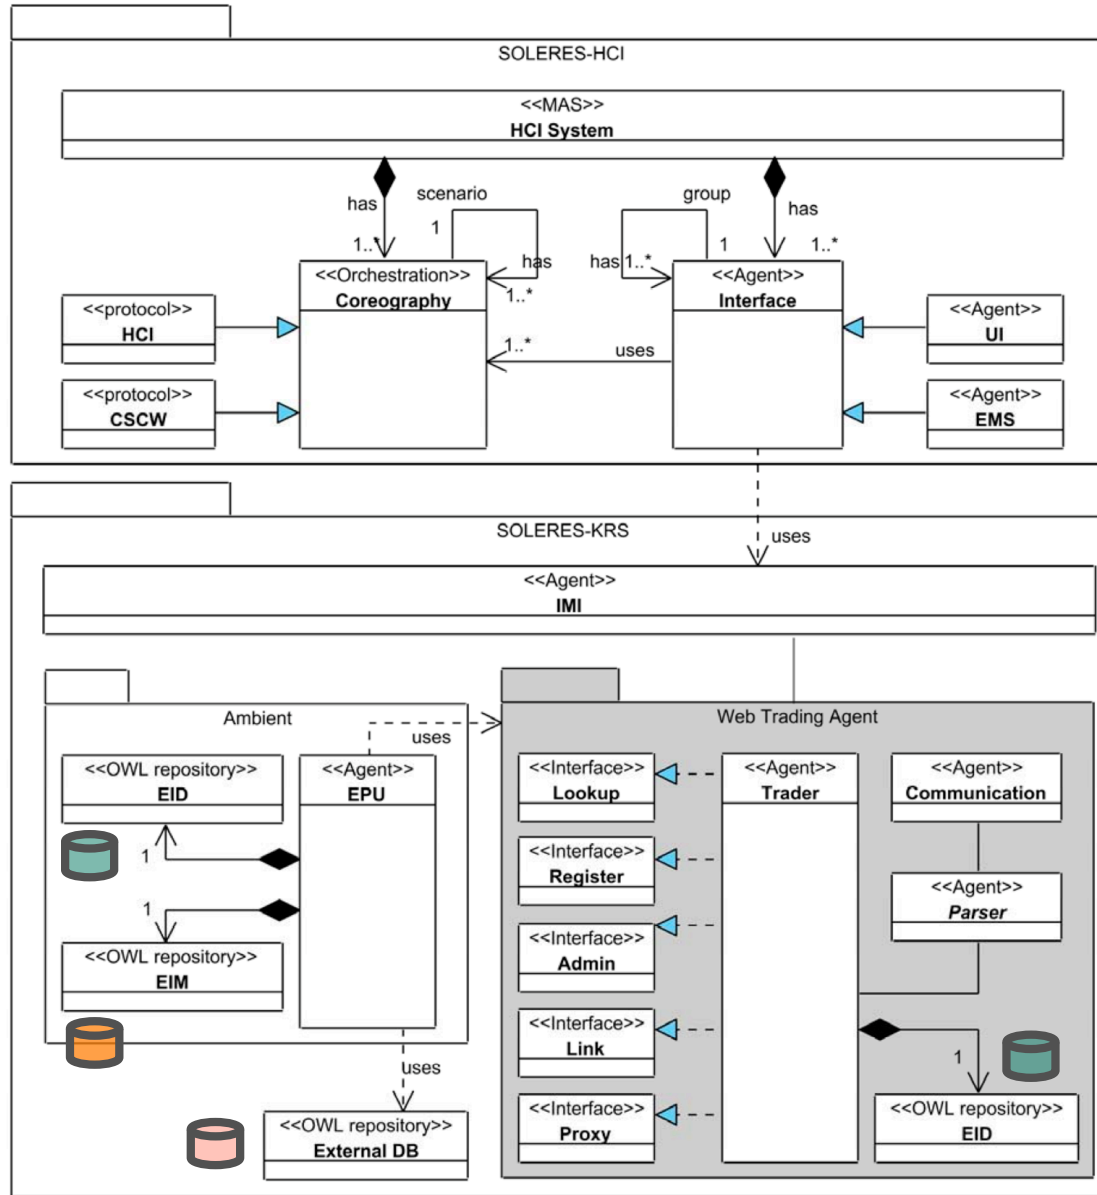 SOLERES-HCI
<<MAS>>
HCI System
has
1..*
scenario
1
has
1..*
group
1
has 1..*
has
1..*
<<Orchestration>>
Coreography
<<Agent>>
Interface
<<protocol>>
HCI
<<protocol>>
CSCW
1..*
uses
<<Agent>>
UI
<<Agent>>
EMS
uses
SOLERES-KRS
<<Agent>>
IMI
Ambient
uses
<<OWL repository>>
EID
<<Agent>>
EPU
1
1
<<OWL repository>>
EIM
uses
<<OWL repository>>
External DB
Web Trading Agent
<<Interface>>
Lookup
<<Interface>>
Register
<<Interface>>
Admin
<<Interface>>
Link
<<Interface>>
Proxy
<<Agent>>
Trader
<<Agent>>
Communication
<<Agent>>
Parser
1
<<OWL repository>>
EID